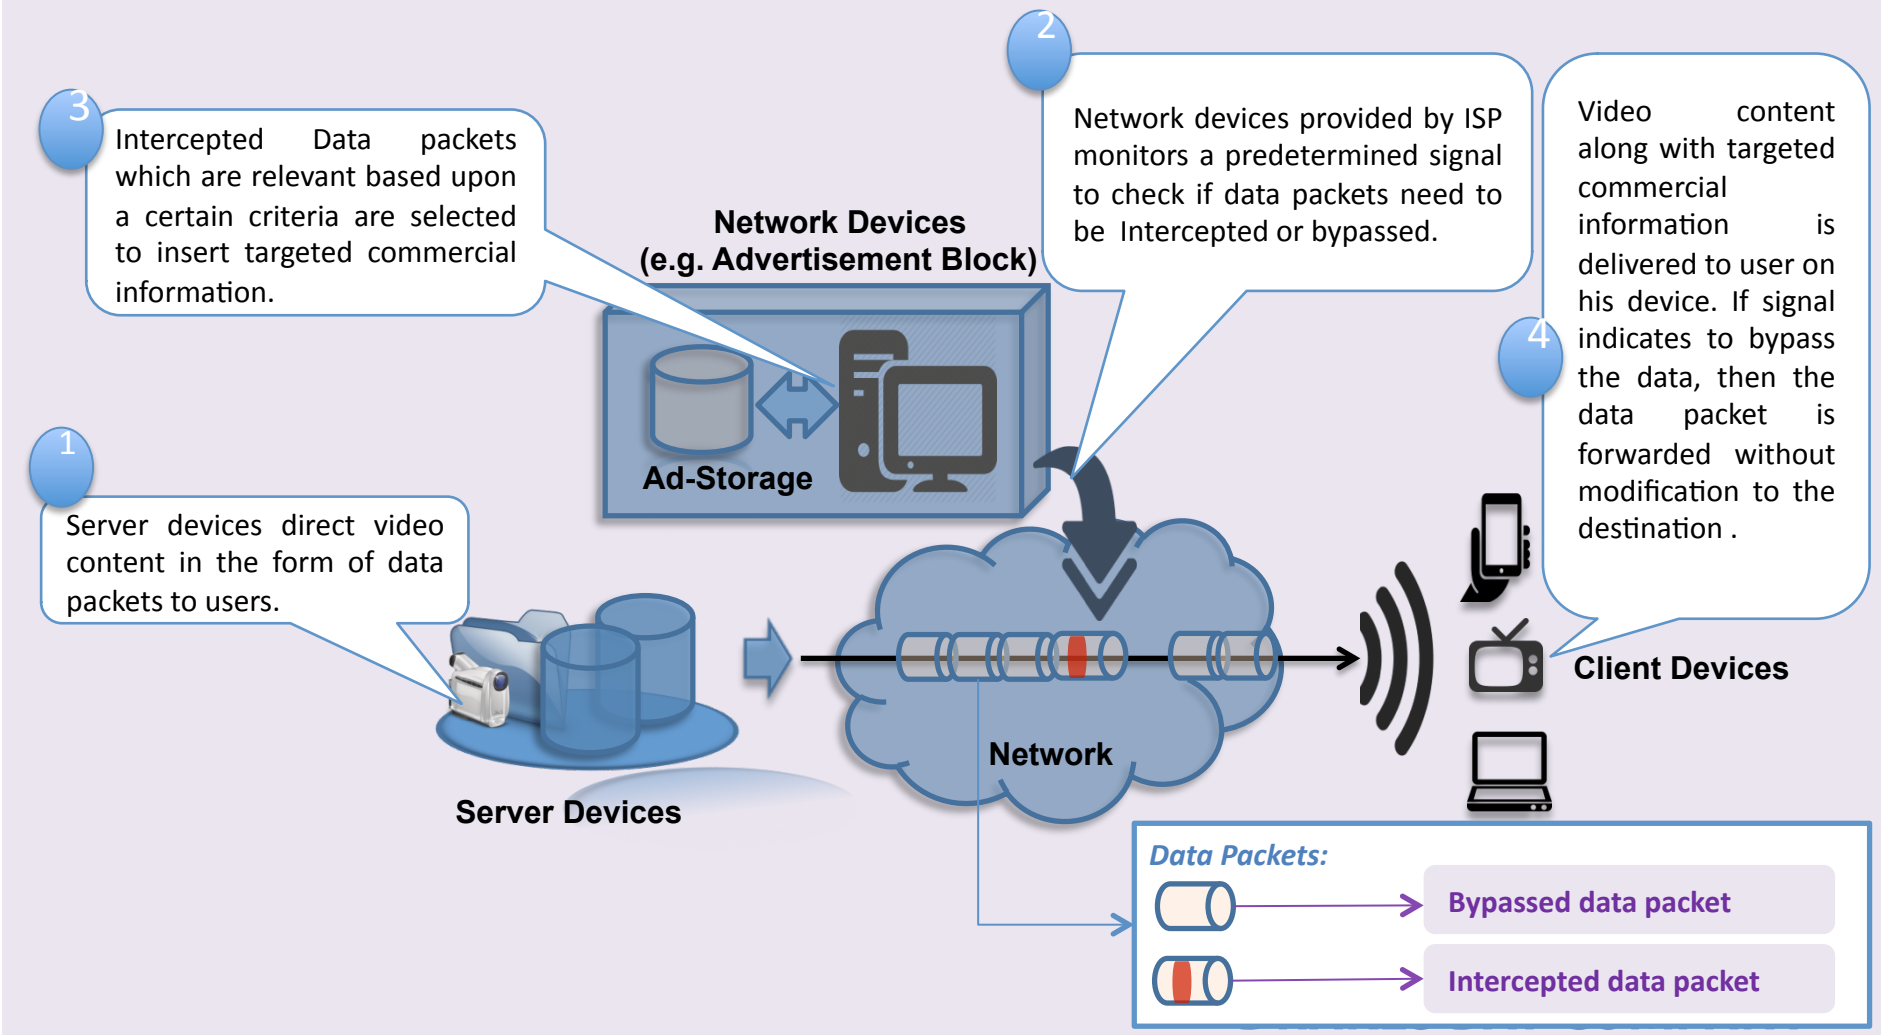 1
Server devices direct video
content in the form of data
packets to users.
2
Network devices provided by ISP
monitors a predetermined signal
to check if data packets need to
be Intercepted or bypassed.
3
Intercepted Data packets
which are relevant based upon
a certain criteria are selected
to insert targeted commercial
information.
4
Video content
along with targeted
commercial
information is
delivered to user on
his device. If signal
indicates to bypass
the data, then the
data packet is
forwarded without
modification to the
destination .
Network Devices
(e.g. Advertisement Block)
Ad-Storage
Server Devices
Network
Client Devices
Data Packets:
Bypassed data packet
Intercepted data packet